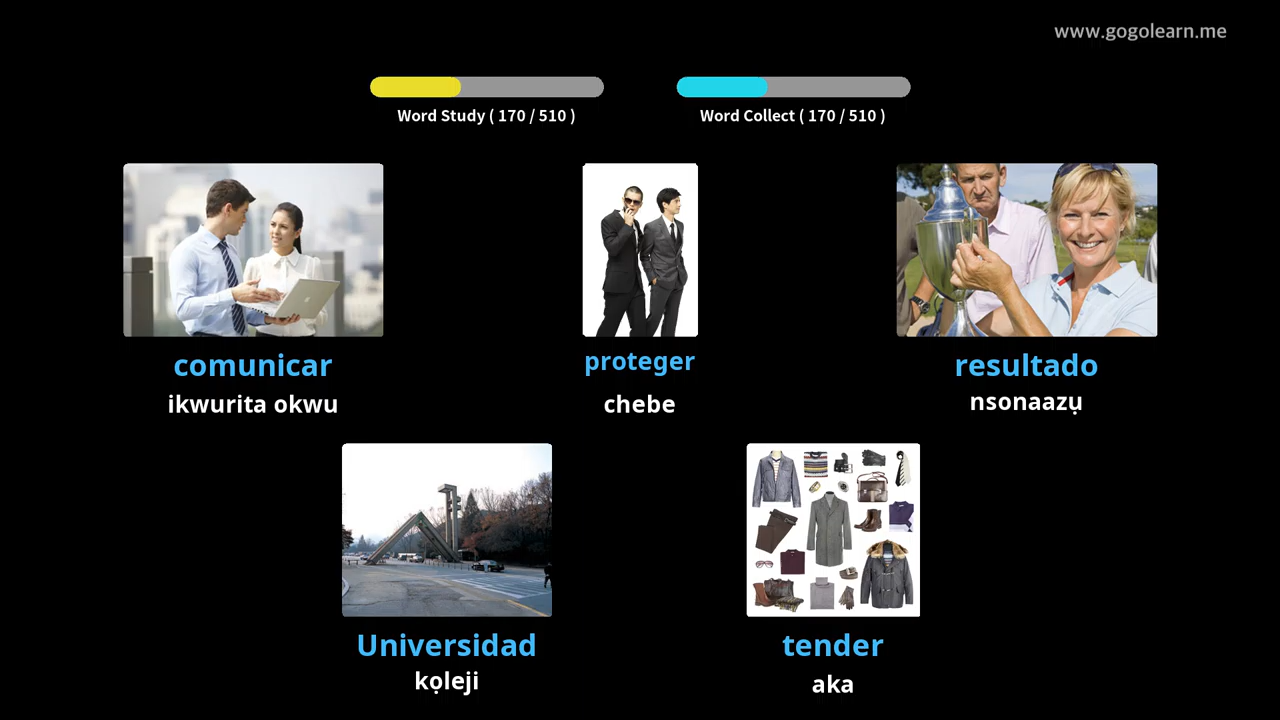 www.gogolearn.me
Word Study ( 170 / 510 )
Word Collect ( 170 / 510 )
comunicar
ikwurita okwu
proteger
chebe
resultado
nsonaazụ
Universidad
kọleji
tender
aka